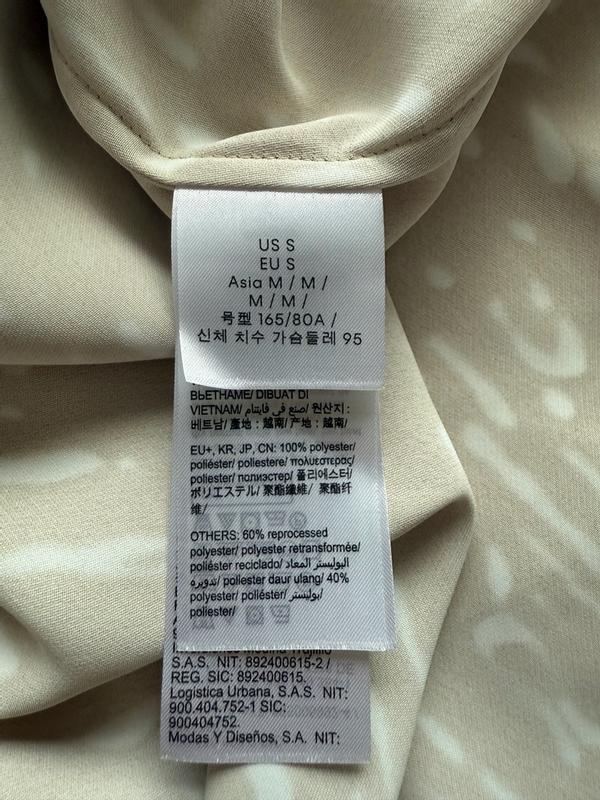 US S
EU S
Asia M / M /
M / M /
号型 165/80A /
신체 치수 가슴둘레 95
ВЬЕТНАМЕ/ DIBUAT DI
VIETNAM/ صنع في فايتنام/ 원산지 :
베트남/ 產地 : 越南/ 产地 : 越南/
EU+, KR, JP, CN: 100% polyester/
poliéster/ poliestere/ πολυεστερας/
poliester/ полиэстер/ 폴리에스터/
ポリエステル/ 聚酯纖維/ 聚酯纤
维/
OTHERS: 60% reprocessed
polyester/ polyester retransformée/
poliéster reciclado/ البوليستر المعاد
تدويره/ poliester daur ulang/ 40%
polyester/ poliéster/ بوليستر/
poliester/
S.A.S. NIT: 892400615-2 /
REG. SIC: 892400615.
Logística Urbana, S.A.S. NIT:
900.404.752-1 SIC:
900404752.
Modas Y Diseños, S.A. NIT: